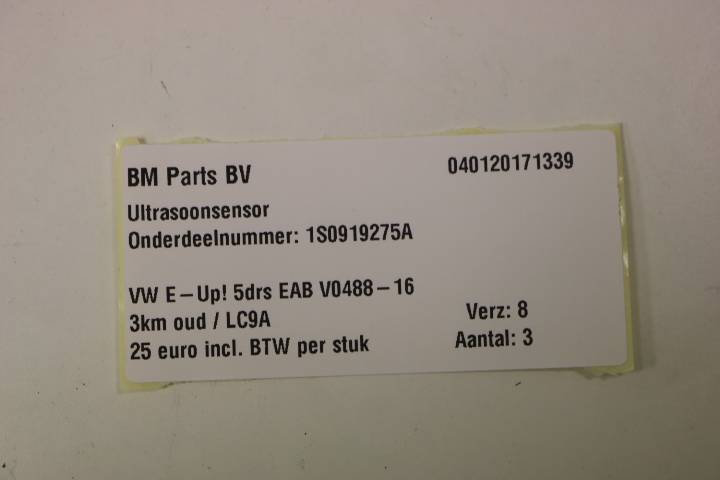 BM Parts BV 040120171339
Ultrasoonsensor
Onderdeelnummer: 1S0919275A
VW E-Up! 5drs EAB V0488-16
3km oud / LC9A Verz: 8
25 euro incl. BTW per stuk Aantal: 3